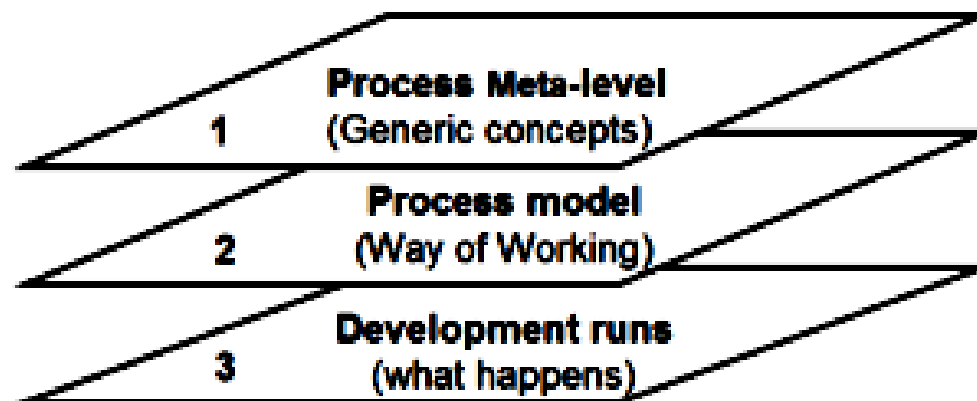 Process Meta-level
1 (Generic concepts)
Process model
2 (Way of Working)
Development runs
3 (what happens)